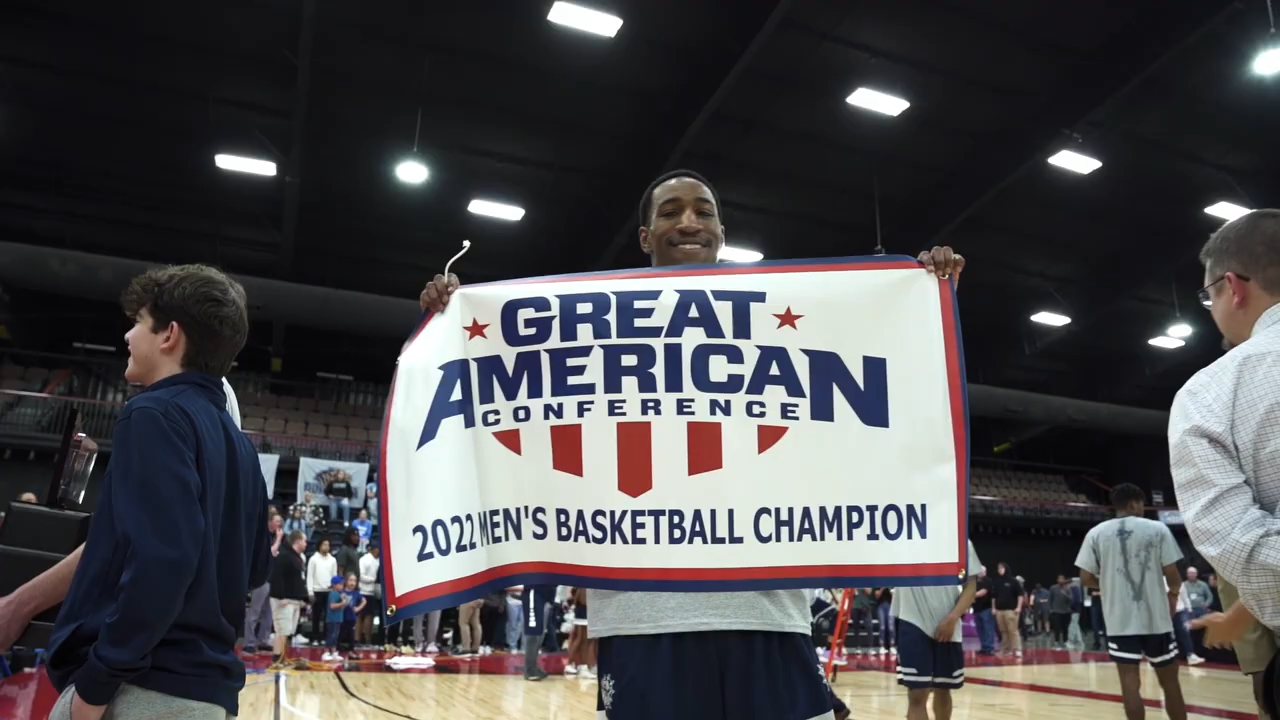 GREAT
AMERICAN
CONFERENCE
2022 MEN'S BASKETBALL CHAMPION